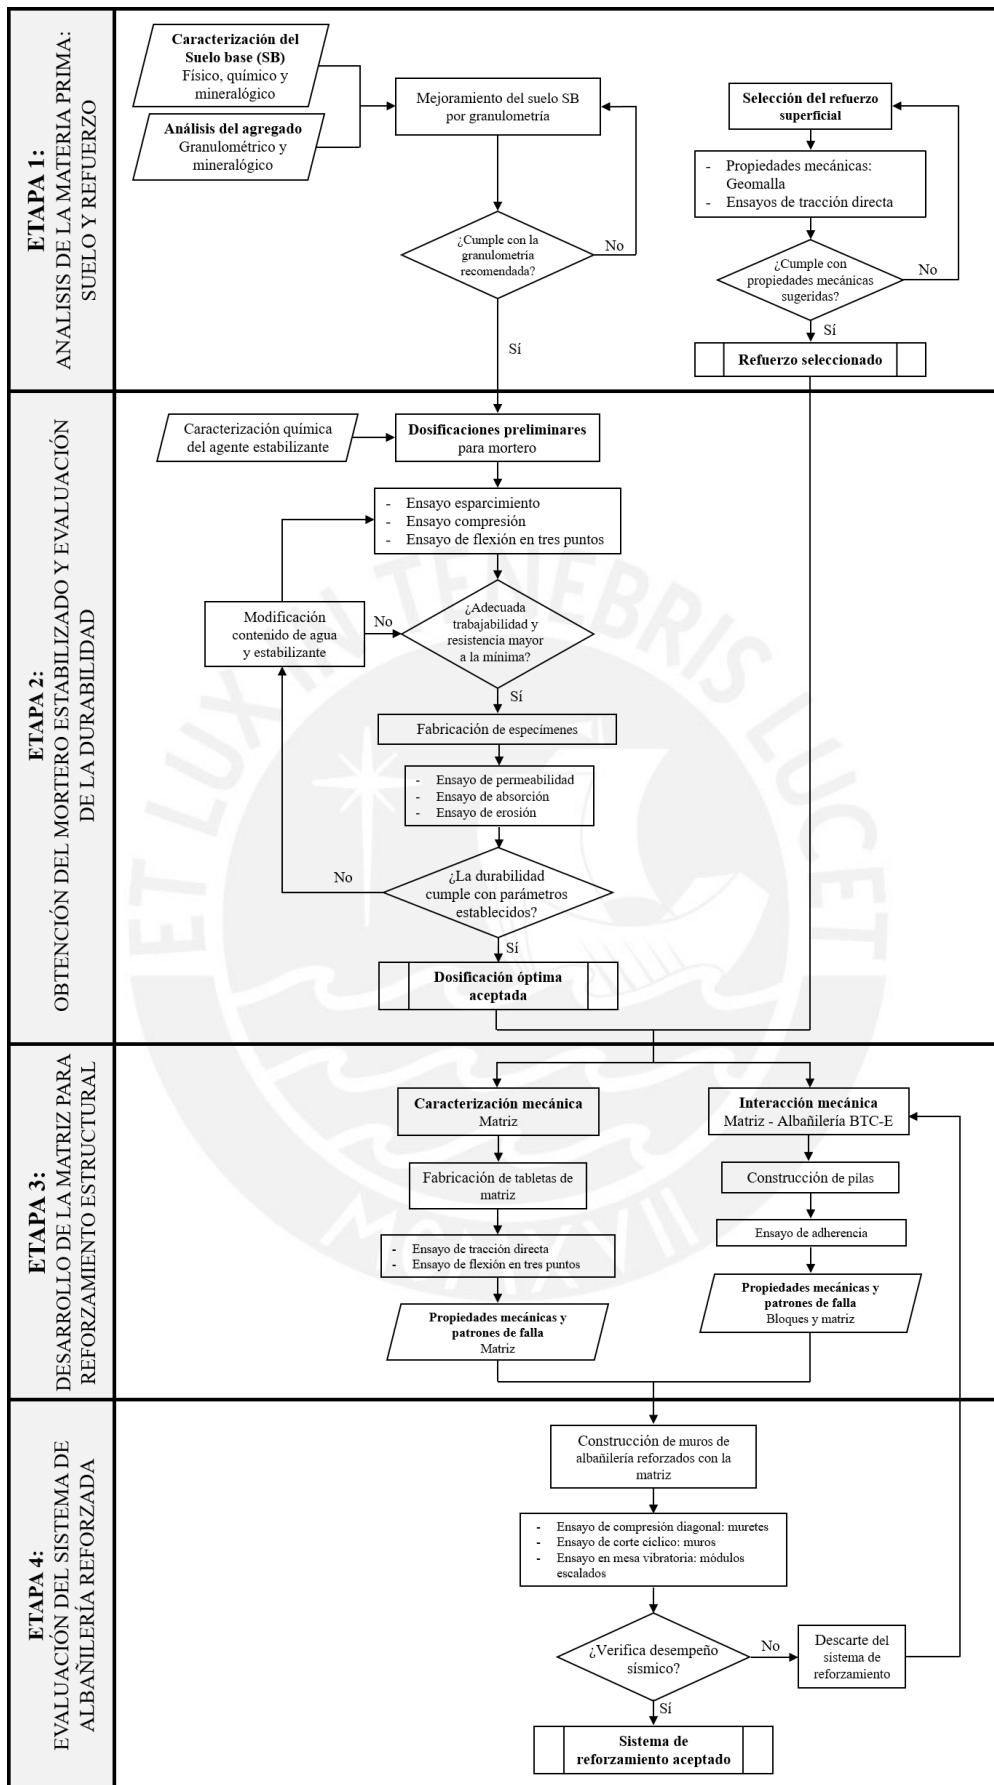 ETAPA 1:
ANALISIS DE LA MATERIA PRIMA:
SUELO Y REFUERZO
Caracterización del
Suelo base (SB)
Físico, químico y
mineralógico
Análisis del agregado
Granulométrico y
mineralógico
Mejoramiento del suelo SB
por granulometría
¿Cumple con la
granulometría
recomendada?
No
Sí
Selección del refuerzo
superficial
- Propiedades mecánicas:
Geomalla
- Ensayos de tracción directa
¿Cumple con
propiedades mecánicas
sugeridas?
No
Sí
Refuerzo seleccionado
ETAPA 2:
OBTENCIÓN DEL MORTERO ESTABILIZADO Y EVALUACIÓN
DE LA DURABILIDAD
Caracterización química
del agente estabilizante
Dosificaciones preliminares
para mortero
- Ensayo esparcimiento
- Ensayo compresión
- Ensayo de flexión en tres puntos
Modificación
contenido de agua
y estabilizante
No
¿Adecuada
trabajabilidad y
resistencia mayor
a la mínima?
Sí
Fabricación de especímenes
- Ensayo de permeabilidad
- Ensayo de absorción
- Ensayo de erosión
No
¿La durabilidad
cumple con parámetros
establecidos?
Sí
Dosificación óptima
aceptada
ET LUX IN TENEBRIS LUCET
MCMXVII
ETAPA 3:
DESARROLLO DE LA MATRIZ PARA
REFORZAMIENTO ESTRUCTURAL
Caracterización mecánica
Matriz
Fabricación de tabletas de
matriz
- Ensayo de tracción directa
- Ensayo de flexión en tres puntos
Propiedades mecánicas y
patrones de falla
Matriz
Interacción mecánica
Matriz - Albañilería BTC-E
Construcción de pilas
Ensayo de adherencia
Propiedades mecánicas y
patrones de falla
Bloques y matriz
ETAPA 4:
EVALUACIÓN DEL SISTEMA DE
ALBAÑILERÍA REFORZADA
Construcción de muros de
albañilería reforzados con la
matriz
- Ensayo de compresión diagonal: muretes
- Ensayo de corte cíclico: muros
- Ensayo en mesa vibratoria: módulos
escalados
¿Verifica desempeño
sísmico?
No
Descarte del
sistema de
reforzamiento
Sí
Sistema de
reforzamiento aceptado